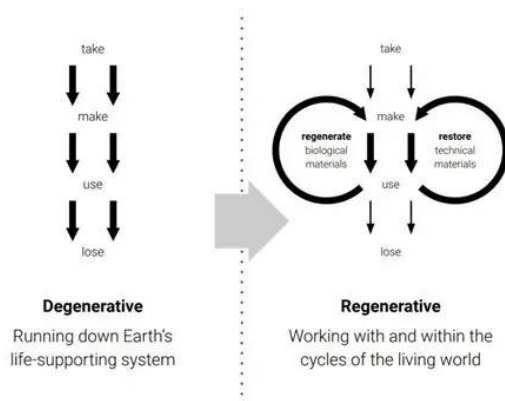 take
make
use
lose
Degenerative
Running down Earth's
life-supporting system
take
make
regenerate
biological
materials
restore
technical
materials
use
lose
Regenerative
Working with and within the
cycles of the living world